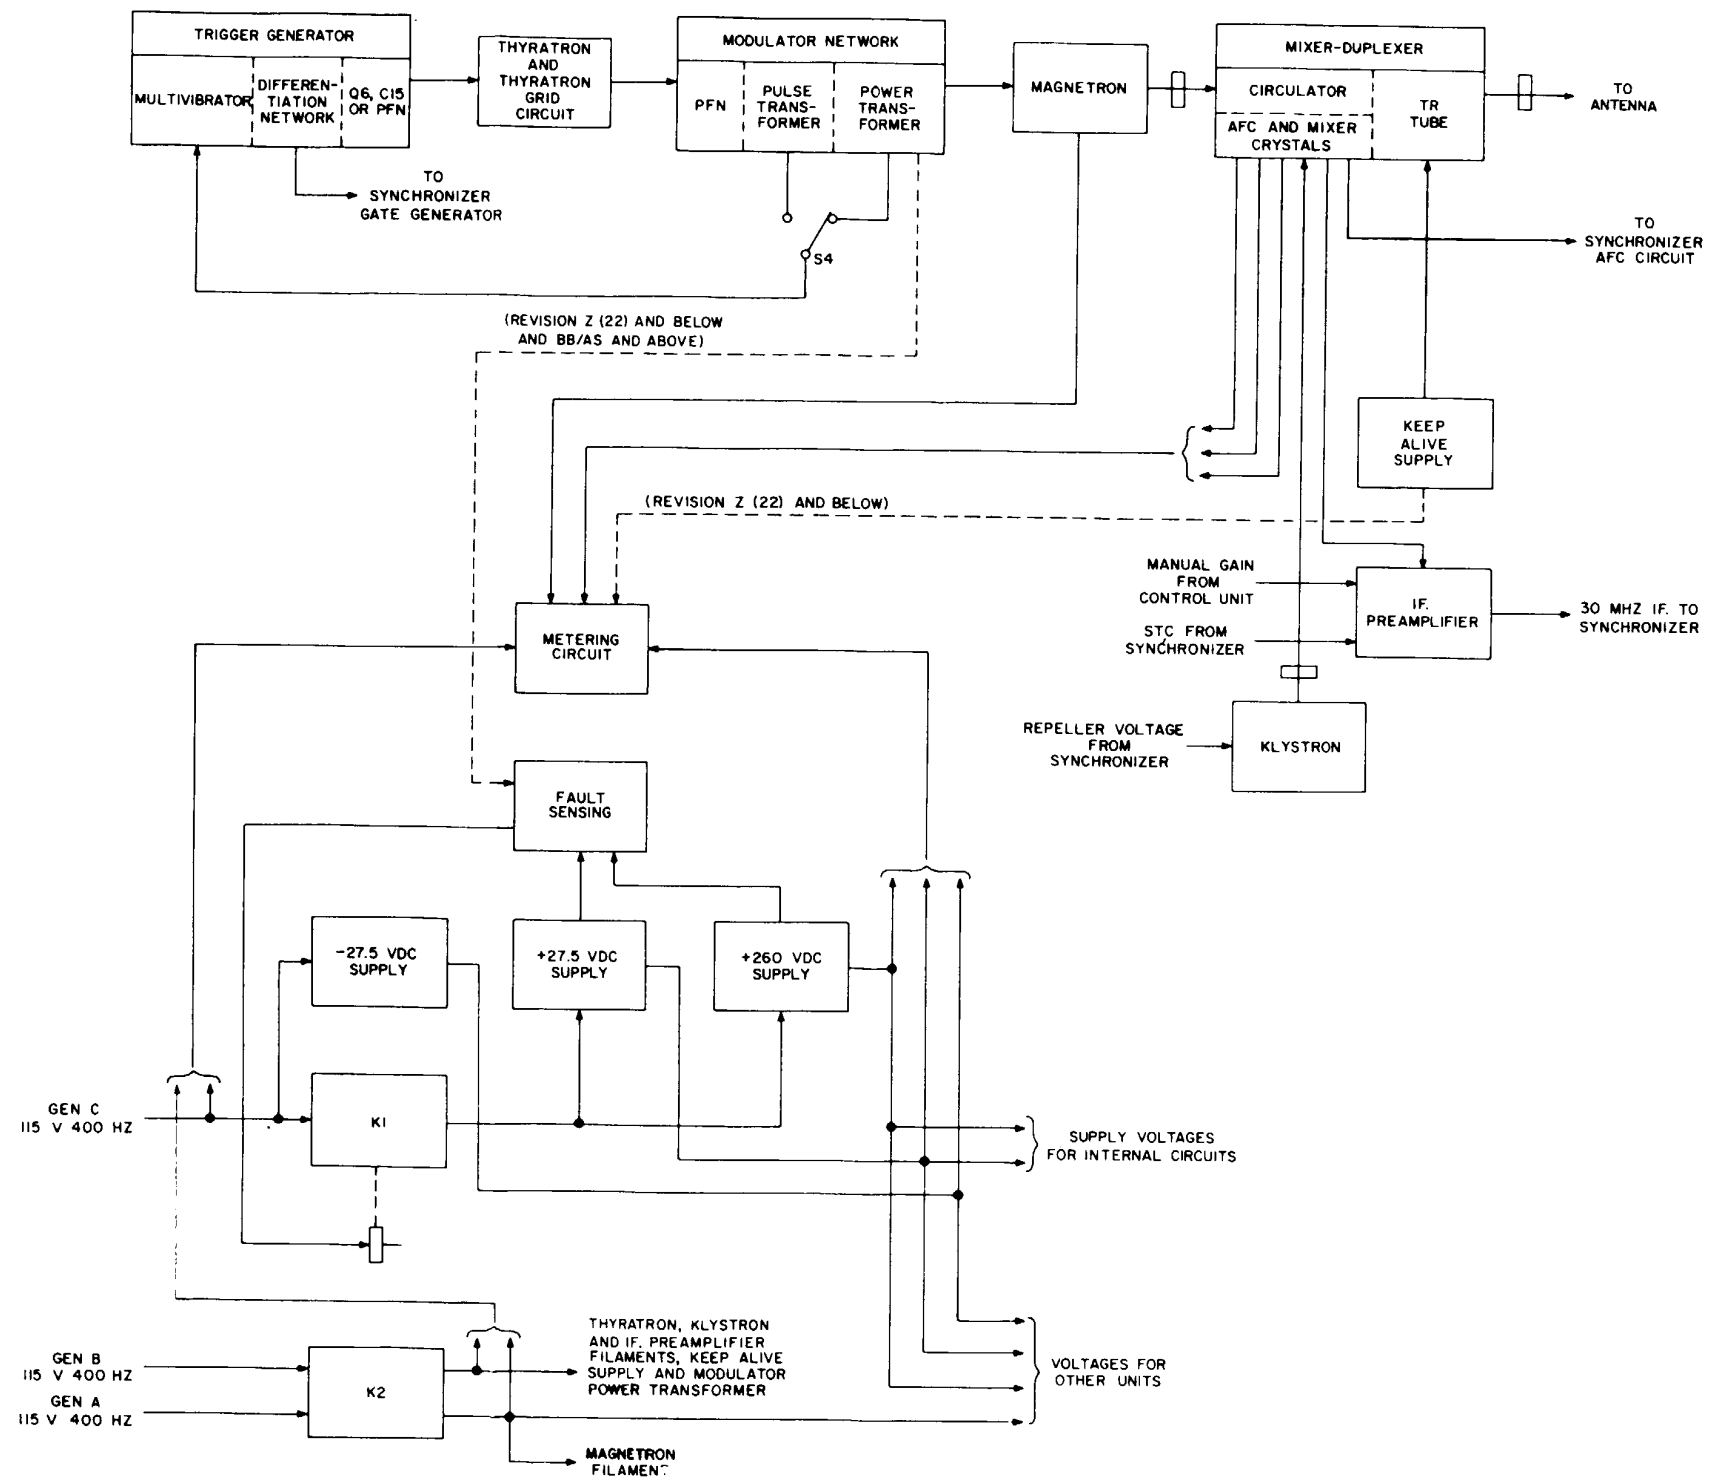 TRIGGER GENERATOR
MULTIVIBRATOR
DIFFEREN-
TIATION
NETWORK
Q6, C15
OR PFN
THYRATRON
AND
THYRATRON
GRID
CIRCUIT
MODULATOR NETWORK
PFN
PULSE
TRANS-
FORMER
POWER
TRANS-
FORMER
MAGNETRON
MIXER-DUPLEXER
CIRCULATOR
AFC AND MIXER
CRYSTALS
TR
TUBE
TO
ANTENNA
TO
SYNCHRONIZER
GATE GENERATOR
S4
TO
SYNCHRONIZER
AFC CIRCUIT
(REVISION Z (22) AND BELOW
AND BB/AS AND ABOVE)
KEEP
ALIVE
SUPPLY
(REVISION Z (22) AND BELOW)
MANUAL GAIN
FROM
CONTROL UNIT
STC FROM
SYNCHRONIZER
I.F.
PREAMPLIFIER
30 MHZ I.F. TO
SYNCHRONIZER
METERING
CIRCUIT
REPELLER VOLTAGE
FROM
SYNCHRONIZER
KLYSTRON
FAULT
SENSING
-27.5 VDC
SUPPLY
+27.5 VDC
SUPPLY
+260 VDC
SUPPLY
GEN C
115 V 400 HZ
K1
SUPPLY VOLTAGES
FOR INTERNAL CIRCUITS
GEN B
115 V 400 HZ
GEN A
115 V 400 HZ
K2
THYRATRON, KLYSTRON
AND I.F. PREAMPLIFIER
FILAMENTS, KEEP ALIVE
SUPPLY AND MODULATOR
POWER TRANSFORMER
VOLTAGES FOR
OTHER UNITS
MAGNETRON
FILAMENT